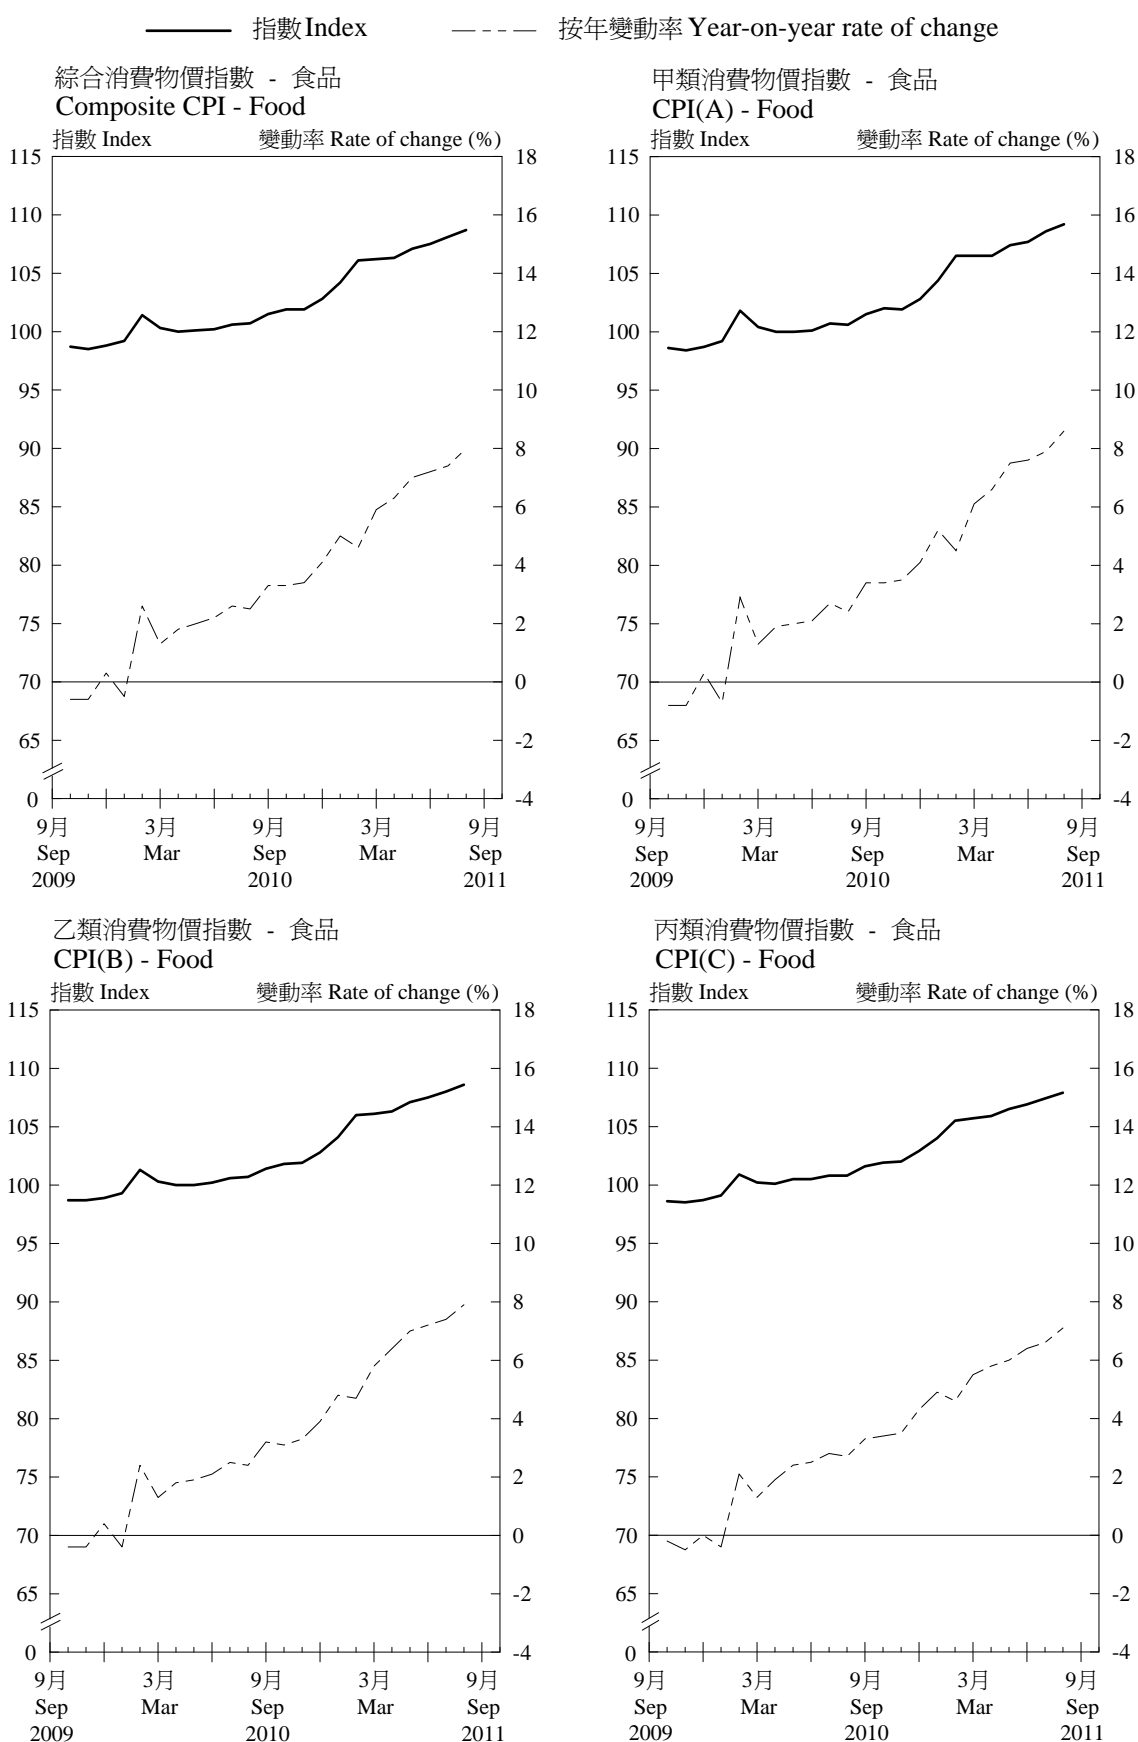 指數 Index 按年變動率 Year-on-year rate of change
綜合消費物價指數 - 食品
Composite CPI - Food
指數 Index 變動率 Rate of change (%)
115 18
110 16
105 14
100 12
95 10
90 8
85 6
80 4
75 2
70 0
65 -2
0 -4
9月 3月 9月 3月 9月
Sep Mar Sep Mar Sep
2009 2010 2011
甲類消費物價指數 - 食品
CPI(A) - Food
指數 Index 變動率 Rate of change (%)
115 18
110 16
105 14
100 12
95 10
90 8
85 6
80 4
75 2
70 0
65 -2
0 -4
9月 3月 9月 3月 9月
Sep Mar Sep Mar Sep
2009 2010 2011
乙類消費物價指數 - 食品
CPI(B) - Food
指數 Index 變動率 Rate of change (%)
115 18
110 16
105 14
100 12
95 10
90 8
85 6
80 4
75 2
70 0
65 -2
0 -4
9月 3月 9月 3月 9月
Sep Mar Sep Mar Sep
2009 2010 2011
丙類消費物價指數 - 食品
CPI(C) - Food
指數 Index 變動率 Rate of change (%)
115 18
110 16
105 14
100 12
95 10
90 8
85 6
80 4
75 2
70 0
65 -2
0 -4
9月 3月 9月 3月 9月
Sep Mar Sep Mar Sep
2009 2010 2011